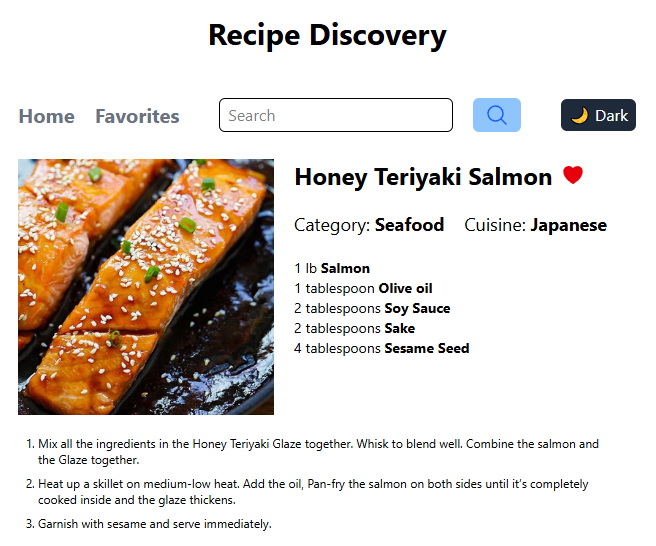 Recipe Discovery
Home Favorites Search Dark
Honey Teriyaki Salmon
Category: Seafood Cuisine: Japanese
1 lb Salmon
1 tablespoon Olive oil
2 tablespoons Soy Sauce
2 tablespoons Sake
4 tablespoons Sesame Seed
1. Mix all the ingredients in the Honey Teriyaki Glaze together. Whisk to blend well. Combine the salmon and
the Glaze together.
2. Heat up a skillet on medium-low heat. Add the oil, Pan-fry the salmon on both sides until it's completely
cooked inside and the glaze thickens.
3. Garnish with sesame and serve immediately.